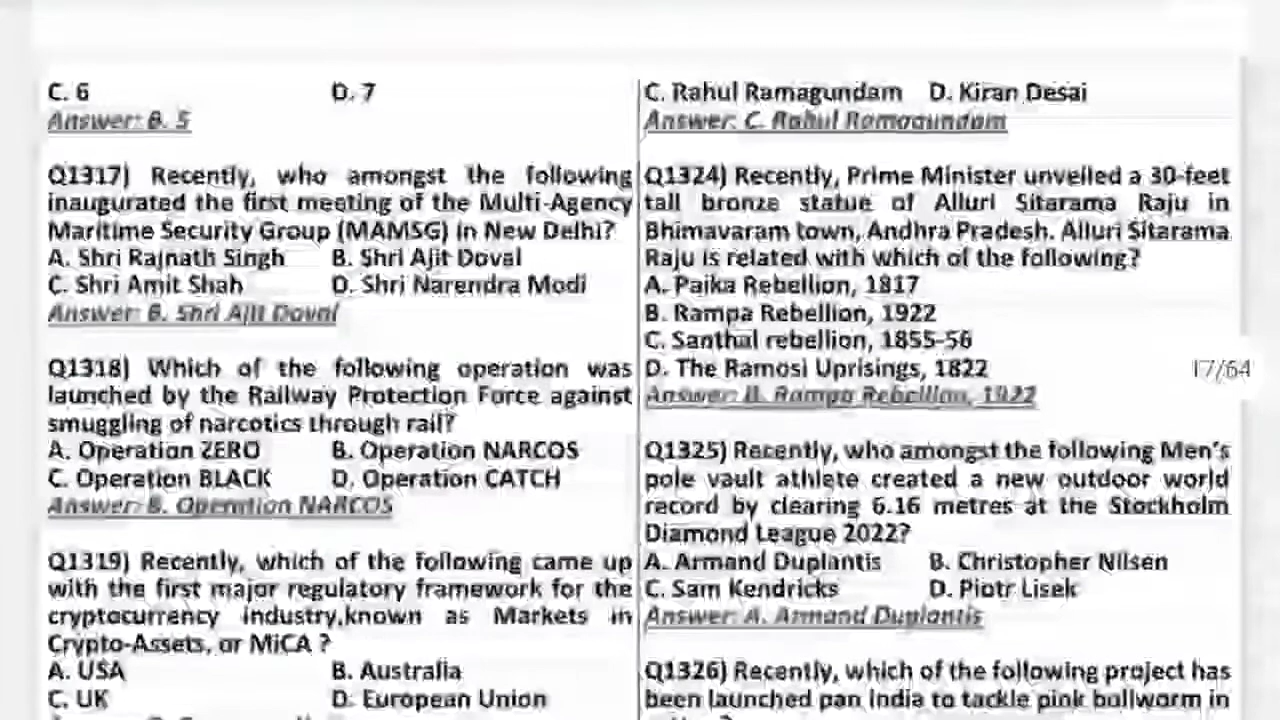 C. 6 D. 7
Answer: B. 5
Q1317) Recently, who amongst the following
inaugurated the first meeting of the Multi-Agency
Maritime Security Group (MAMSG) in New Delhi?
A. Shri Rajnath Singh B. Shri Ajit Doval
C. Shri Amit Shah D. Shri Narendra Modi
Answer: B. Shri Ajit Doval
Q1318) Which of the following operation was
launched by the Railway Protection Force against
smuggling of narcotics through rail?
A. Operation ZERO B. Operation NARCOS
C. Operation BLACK D. Operation CATCH
Answer: B. Operation NARCOS
Q1319) Recently, which of the following came up
with the first major regulatory framework for the
cryptocurrency industry,known as Markets in
Crypto-Assets, or MiCA ?
A. USA B. Australia
C. UK D. European Union
C. Rahul Ramagundam D. Kiran Desai
Answer: C. Rahul Ramagundam
Q1324) Recently, Prime Minister unveiled a 30-feet
tall bronze statue of Alluri Sitarama Raju in
Bhimavaram town, Andhra Pradesh. Alluri Sitarama
Raju is related with which of the following?
A. Paika Rebellion, 1817
B. Rampa Rebellion, 1922
C. Santhal rebellion, 1855-56
D. The Ramosi Uprisings, 1822
Answer: B. Rampa Rebellion, 1922
Q1325) Recently, who amongst the following Men's
pole vault athlete created a new outdoor world
record by clearing 6.16 metres at the Stockholm
Diamond League 2022?
A. Armand Duplantis B. Christopher Nilsen
C. Sam Kendricks D. Piotr Lisek
Answer: A. Armand Duplantis
Q1326) Recently, which of the following project has
been launched pan India to tackle pink bollworm in
17/64